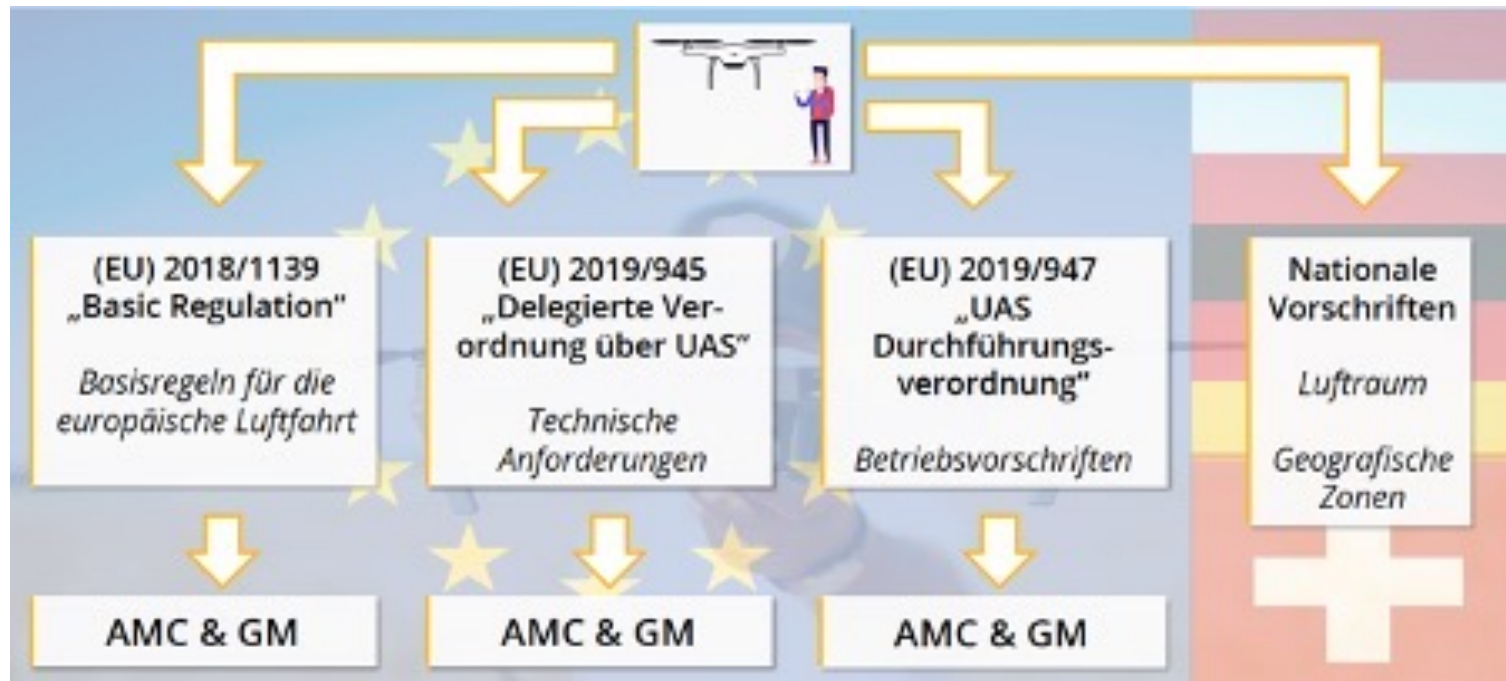 (EU) 2018/1139
„Basic Regulation"
Basisregeln für die
europäische Luftfahrt
(EU) 2019/945
„Delegierte Ver-
ordnung über UAS"
Technische
Anforderungen
(EU) 2019/947
„UAS
Durchführungs-
verordnung"
Betriebsvorschriften
Nationale
Vorschriften
Luftraum
Geografische
Zonen
AMC & GM
AMC & GM
AMC & GM